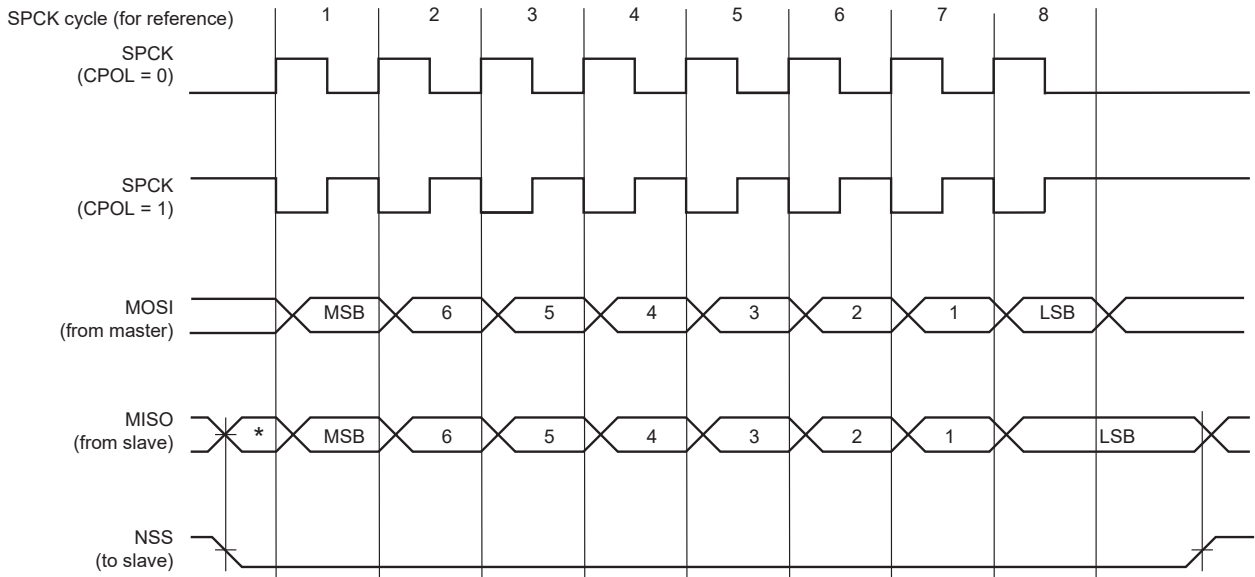 SPCK cycle (for reference) 1 2 3 4 5 6 7 8
SPCK
(CPOL = 0)
SPCK
(CPOL = 1)
MOSI
(from master)
MSB 6 5 4 3 2 1 LSB
MISO
(from slave)
* MSB 6 5 4 3 2 1 LSB
NSS
(to slave)